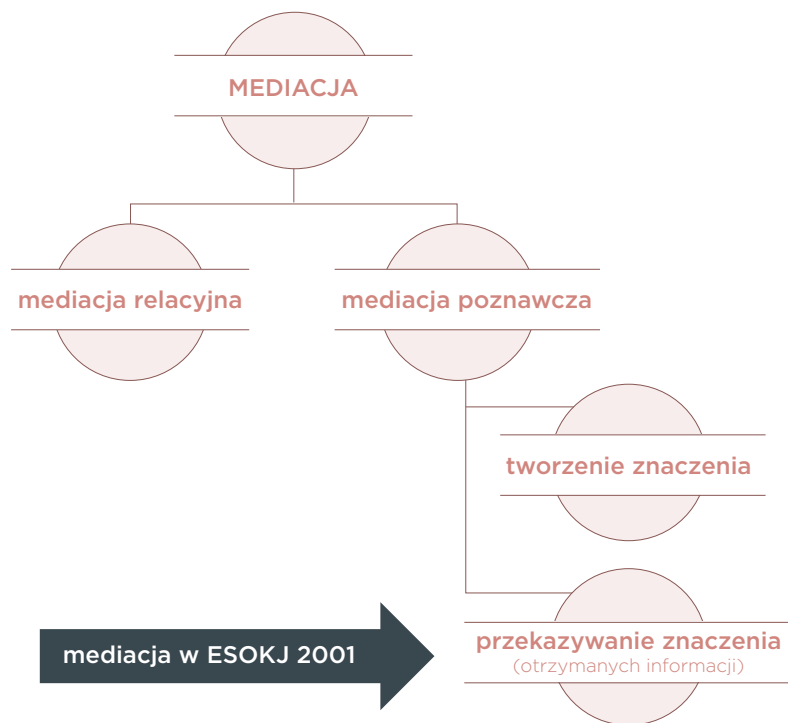 MEDIACJA
mediacja relacyjna
mediacja poznawcza
tworzenie znaczenia
przekazywanie znaczenia
(otrzymanych informacji)
mediacja w ESOKJ 2001